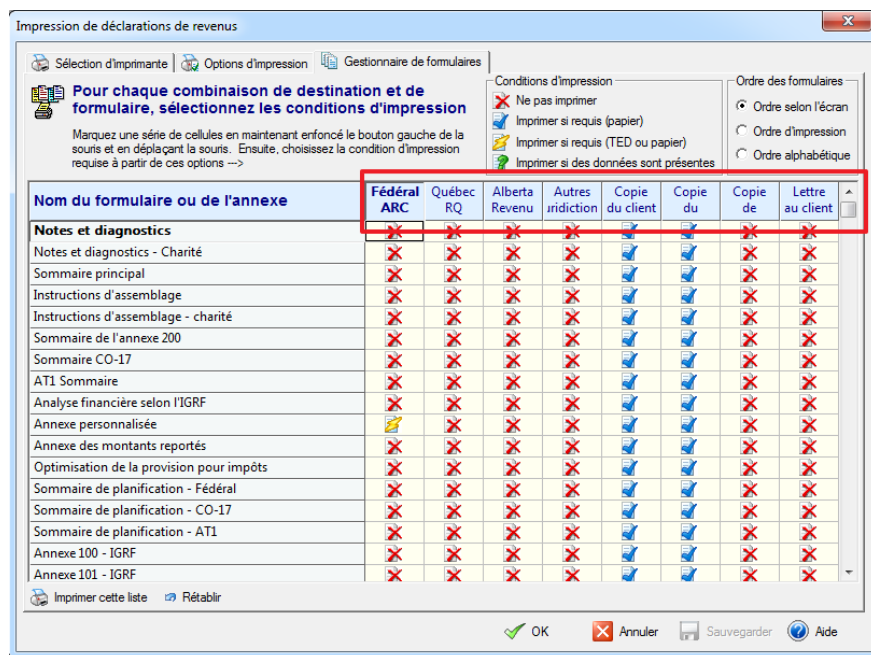 Impression de déclarations de revenus
Sélection d'imprimante
Options d'impression
Gestionnaire de formulaires
Pour chaque combinaison de destination et de
formulaire, sélectionnez les conditions d'impression
Marquez une série de cellules en maintenant enfoncé le bouton gauche de la
souris et en déplaçant la souris. Ensuite, choisissez la condition d'impression
requise à partir de ces options --->
Conditions d'impression
Ne pas imprimer
Imprimer si requis (papier)
Imprimer si requis (TED ou papier)
Imprimer si des données sont présentes
Ordre des formulaires
Ordre selon l'écran
Ordre d'impression
Ordre alphabétique
Nom du formulaire ou de l'annexe
Fédéral
ARC
Québec
RQ
Alberta
Revenu
Autres
uridiction
Copie
du client
Copie
du
Copie
de
Lettre
au client
Notes et diagnostics
Notes et diagnostics - Charité
Sommaire principal
Instructions d'assemblage
Instructions d'assemblage - charité
Sommaire de l'annexe 200
Sommaire CO-17
AT1 Sommaire
Analyse financière selon l'IGRF
Annexe personnalisée
Annexe des montants reportés
Optimisation de la provision pour impôts
Sommaire de planification - Fédéral
Sommaire de planification - CO-17
Sommaire de planification - AT1
Annexe 100 - IGRF
Annexe 101 - IGRF
Imprimer cette liste
Rétablir
OK
Annuler
Sauvegarder
Aide